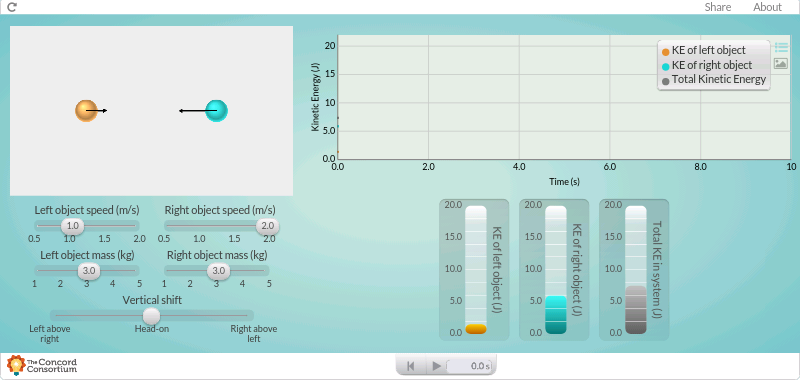 Share About
KE of left object
KE of right object
Total Kinetic Energy
Kinetic Energy (J)
20
15
10
5.0
0.0
0.0 2.0 4.0 6.0 8.0 10
Time (s)
Left object speed (m/s)
1.0
0.5 1.0 1.5 2.0
Right object speed (m/s)
2.0
0.5 1.0 1.5 2.0
Left object mass (kg)
3.0
1 2 3 4 5
Right object mass (kg)
3.0
1 2 3 4 5
Vertical shift
Left above
right
Head-on
Right above
left
20.0
15.0
10.0
5.0
0.0
KE of left object (J)
20.0
15.0
10.0
5.0
0.0
KE of right object (J)
20.0
15.0
10.0
5.0
0.0
Total KE in system (J)
The Concord
Consortium
0.0 s